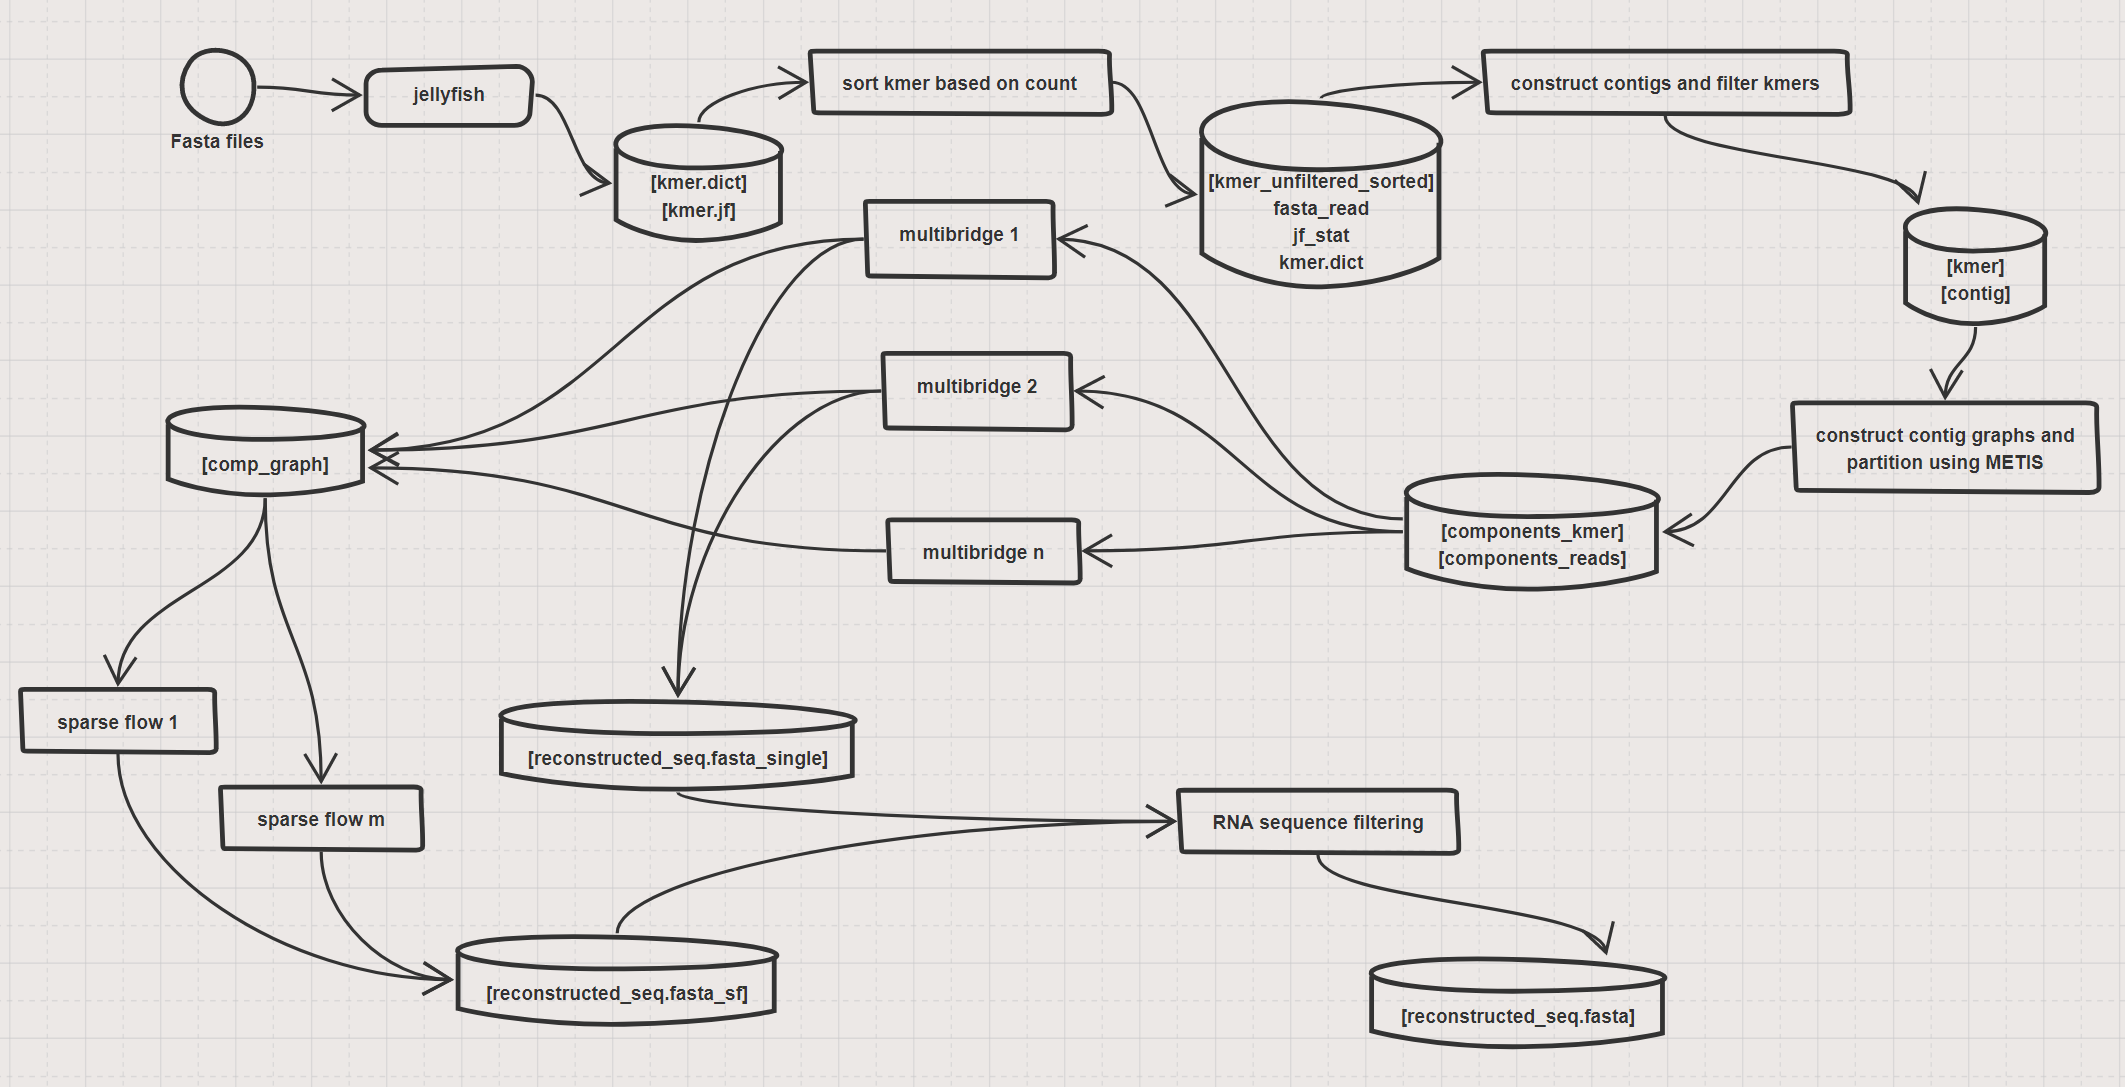 Fasta files
jellyfish
[kmer.dict]
[kmer.jf]
sort kmer based on count
[kmer_unfiltered_sorted]
fasta_read
jf_stat
kmer.dict
construct contigs and filter kmers
[kmer]
[contig]
construct contig graphs and
partition using METIS
[components_kmer]
[components_reads]
multibridge 1
multibridge 2
multibridge n
[comp_graph]
sparse flow 1
sparse flow m
[reconstructed_seq.fasta_single]
[reconstructed_seq.fasta_sf]
RNA sequence filtering
[reconstructed_seq.fasta]